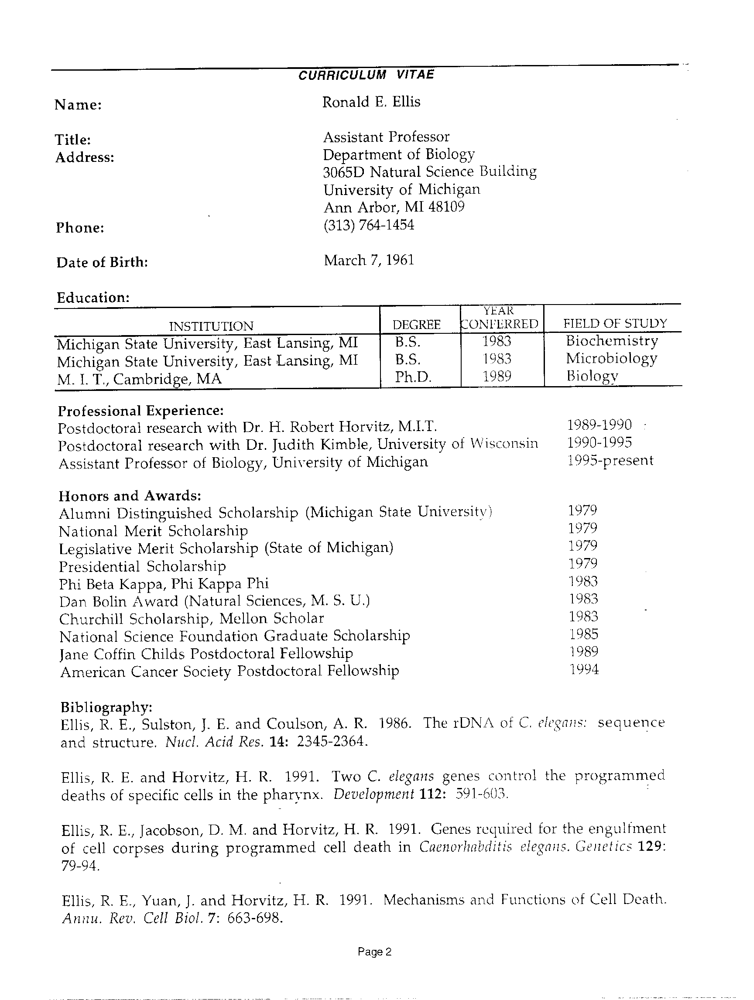 CURRICULUM VITAE
Name: Ronald E. Ellis
Title: Assistant Professor
Address: Department of Biology
3065D Natural Science Building
University of Michigan
Ann Arbor, MI 48109
Phone: (313) 764-1454
Date of Birth: March 7, 1961
Education:
INSTITUTION DEGREE YEAR CONFERRED FIELD OF STUDY
Michigan State University, East Lansing, MI B.S. 1983 Biochemistry
Michigan State University, East Lansing, MI B.S. 1983 Microbiology
M. I. T., Cambridge, MA Ph.D. 1989 Biology
Professional Experience:
Postdoctoral research with Dr. H. Robert Horvitz, M.I.T. 1989-1990
Postdoctoral research with Dr. Judith Kimble, University of Wisconsin 1990-1995
Assistant Professor of Biology, University of Michigan 1995-present
Honors and Awards:
Alumni Distinguished Scholarship (Michigan State University) 1979
National Merit Scholarship 1979
Legislative Merit Scholarship (State of Michigan) 1979
Presidential Scholarship 1979
Phi Beta Kappa, Phi Kappa Phi 1983
Dan Bolin Award (Natural Sciences, M. S. U.) 1983
Churchill Scholarship, Mellon Scholar 1983
National Science Foundation Graduate Scholarship 1985
Jane Coffin Childs Postdoctoral Fellowship 1989
American Cancer Society Postdoctoral Fellowship 1994
Bibliography:
Ellis, R. E., Sulston, J. E. and Coulson, A. R. 1986. The rDNA of C. elegans: sequence
and structure. Nucl. Acid Res. 14: 2345-2364.
Ellis, R. E. and Horvitz, H. R. 1991. Two C. elegans genes control the programmed
deaths of specific cells in the pharynx. Development 112: 591-603.
Ellis, R. E., Jacobson, D. M. and Horvitz, H. R. 1991. Genes required for the engulfment
of cell corpses during programmed cell death in Caenorhabditis elegans. Genetics 129:
79-94.
Ellis, R. E., Yuan, J. and Horvitz, H. R. 1991. Mechanisms and Functions of Cell Death.
Annu. Rev. Cell Biol. 7: 663-698.
Page 2